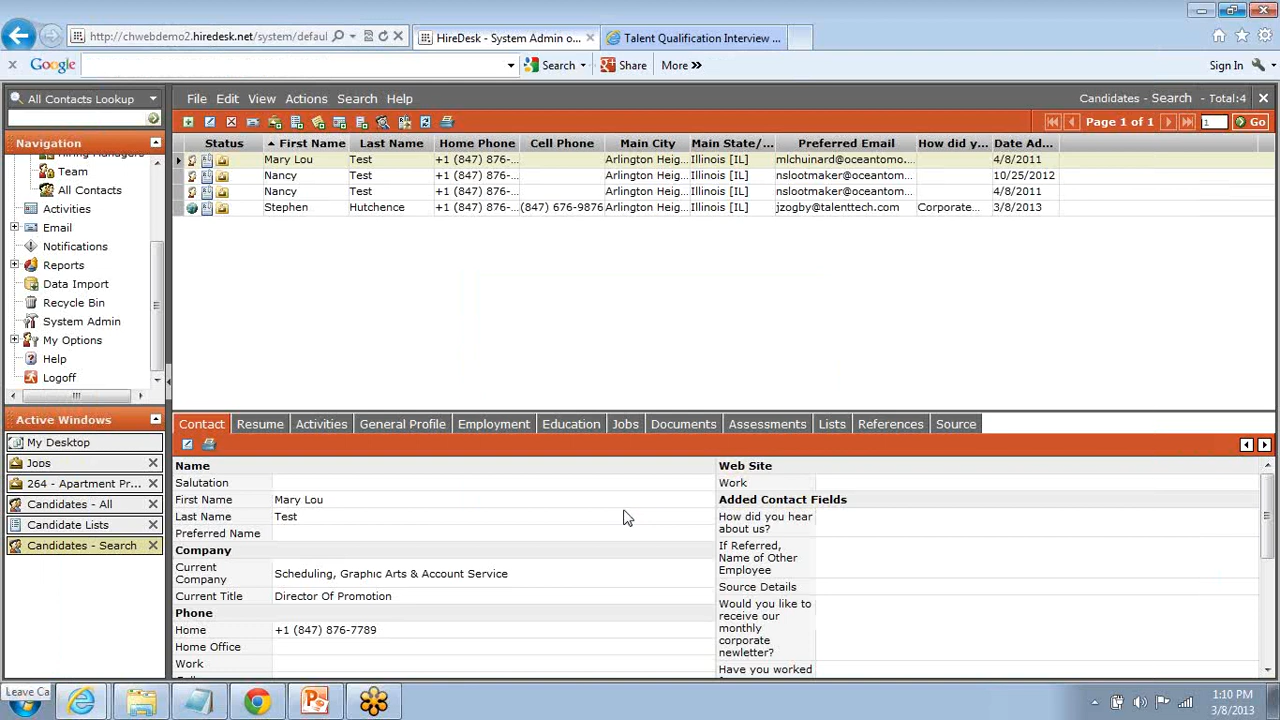 http://chwebdemo2.hiredesk.net/system/defaul
HireDesk - System Admin o...
Talent Qualification Interview ...
x Google
Search
Share
More »
Sign In
All Contacts Lookup
File Edit View Actions Search Help
Candidates - Search - Total:4
Page 1 of 1
1
Go
Navigation
Status First Name Last Name Home Phone Cell Phone Main City Main State/... Preferred Email How did y... Date Ad...
Mary Lou Test +1 (847) 876-... Arlington Heig... Illinois [IL] mlchuinard@oceantomo... 4/8/2011
Nancy Test +1 (847) 876-... Arlington Heig... Illinois [IL] nslootmaker@oceantom... 10/25/2012
Nancy Test +1 (847) 876-... Arlington Heig... Illinois [IL] nslootmaker@oceantom... 4/8/2011
Stephen Hutchence +1 (847) 876-... (847) 676-9876 Arlington Heig... Illinois [IL] jzogby@talenttech.com Corporate... 3/8/2013
Hiring Managers
Team
All Contacts
Activities
Email
Notifications
Reports
Data Import
Recycle Bin
System Admin
My Options
Help
Logoff
Active Windows
My Desktop
Jobs
264 - Apartment Pr...
Candidates - All
Candidate Lists
Candidates - Search
Contact Resume Activities General Profile Employment Education Jobs Documents Assessments Lists References Source
Name
Salutation
First Name Mary Lou
Last Name Test
Preferred Name
Company
Current Company Scheduling, Graphic Arts & Account Service
Current Title Director Of Promotion
Phone
Home +1 (847) 876-7789
Home Office
Work
Web Site
Work
Added Contact Fields
How did you hear
about us?
If Referred,
Name of Other
Employee
Source Details
Would you like to
receive our
monthly
corporate
newletter?
Have you worked
Leave Ca
1:10 PM
3/8/2013